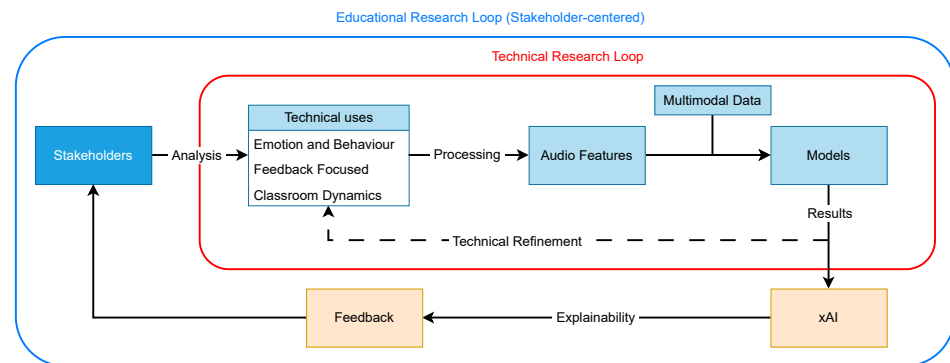 Educational Research Loop (Stakeholder-centered)
Technical Research Loop
Multimodal Data
Technical uses
Emotion and Behaviour
Feedback Focused
Classroom Dynamics
Stakeholders
Analysis
Processing
Audio Features
Models
Results
Technical Refinement
Feedback
Explainability
xAI